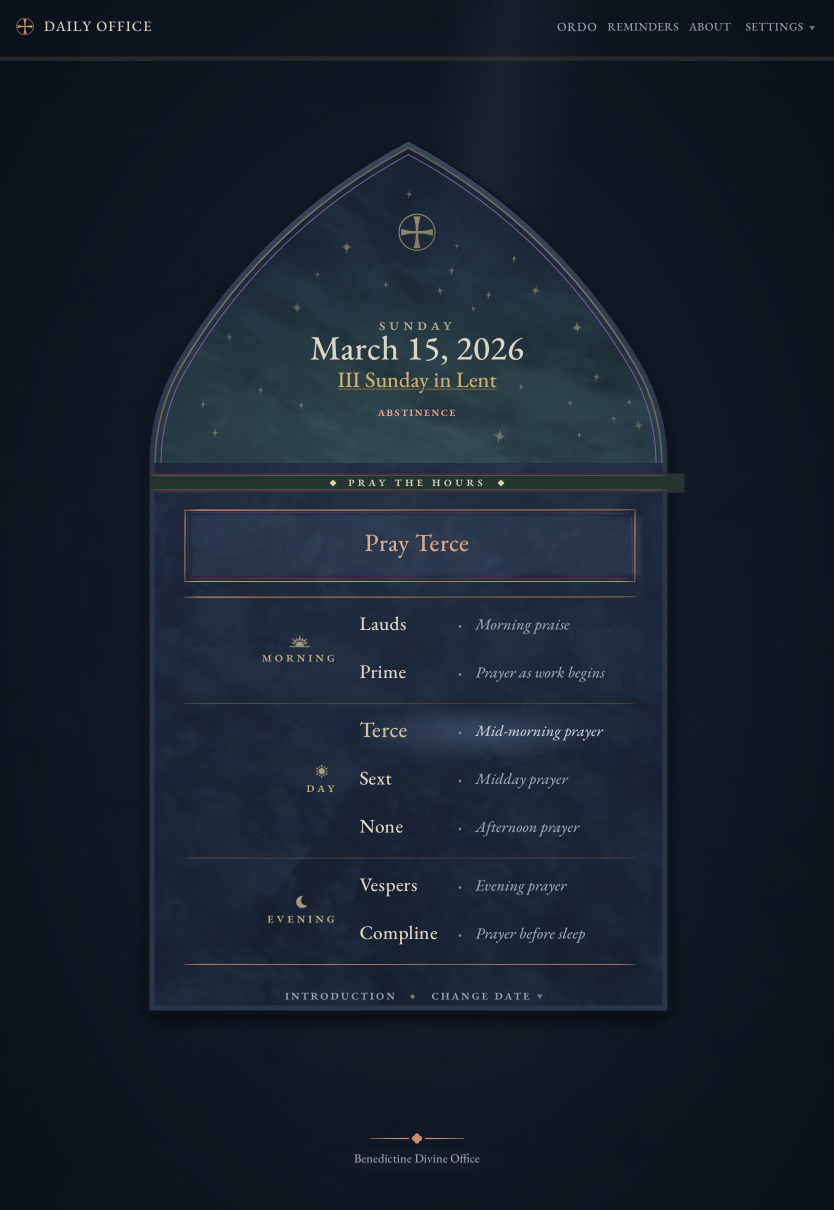 DAILY OFFICE
ORDO REMINDERS ABOUT SETTINGS ▼
SUNDAY
March 15, 2026
III Sunday in Lent
ABSTINENCE
◆ PRAY THE HOURS ◆
Pray Terce
MORNING
Lauds Morning praise
Prime Prayer as work begins
DAY
Terce Mid-morning prayer
Sext Midday prayer
None Afternoon prayer
EVENING
Vespers Evening prayer
Compline Prayer before sleep
INTRODUCTION ◆ CHANGE DATE ▼
Benedictine Divine Office